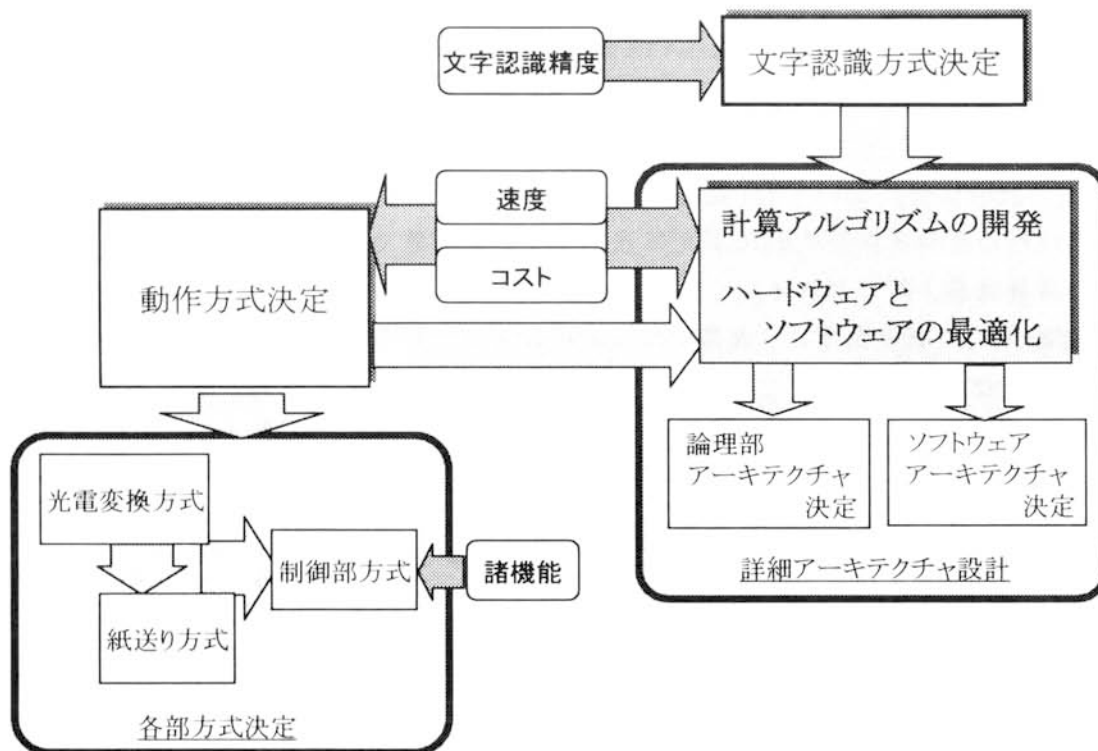 文字認識精度
文字認識方式決定
速度
コスト
動作方式決定
計算アルゴリズムの開発
ハードウェアと
ソフトウェアの最適化
論理部
アーキテクチャ
決定
ソフトウェア
アーキテクチャ
決定
詳細アーキテクチャ設計
光電変換方式
制御部方式
諸機能
紙送り方式
各部方式決定